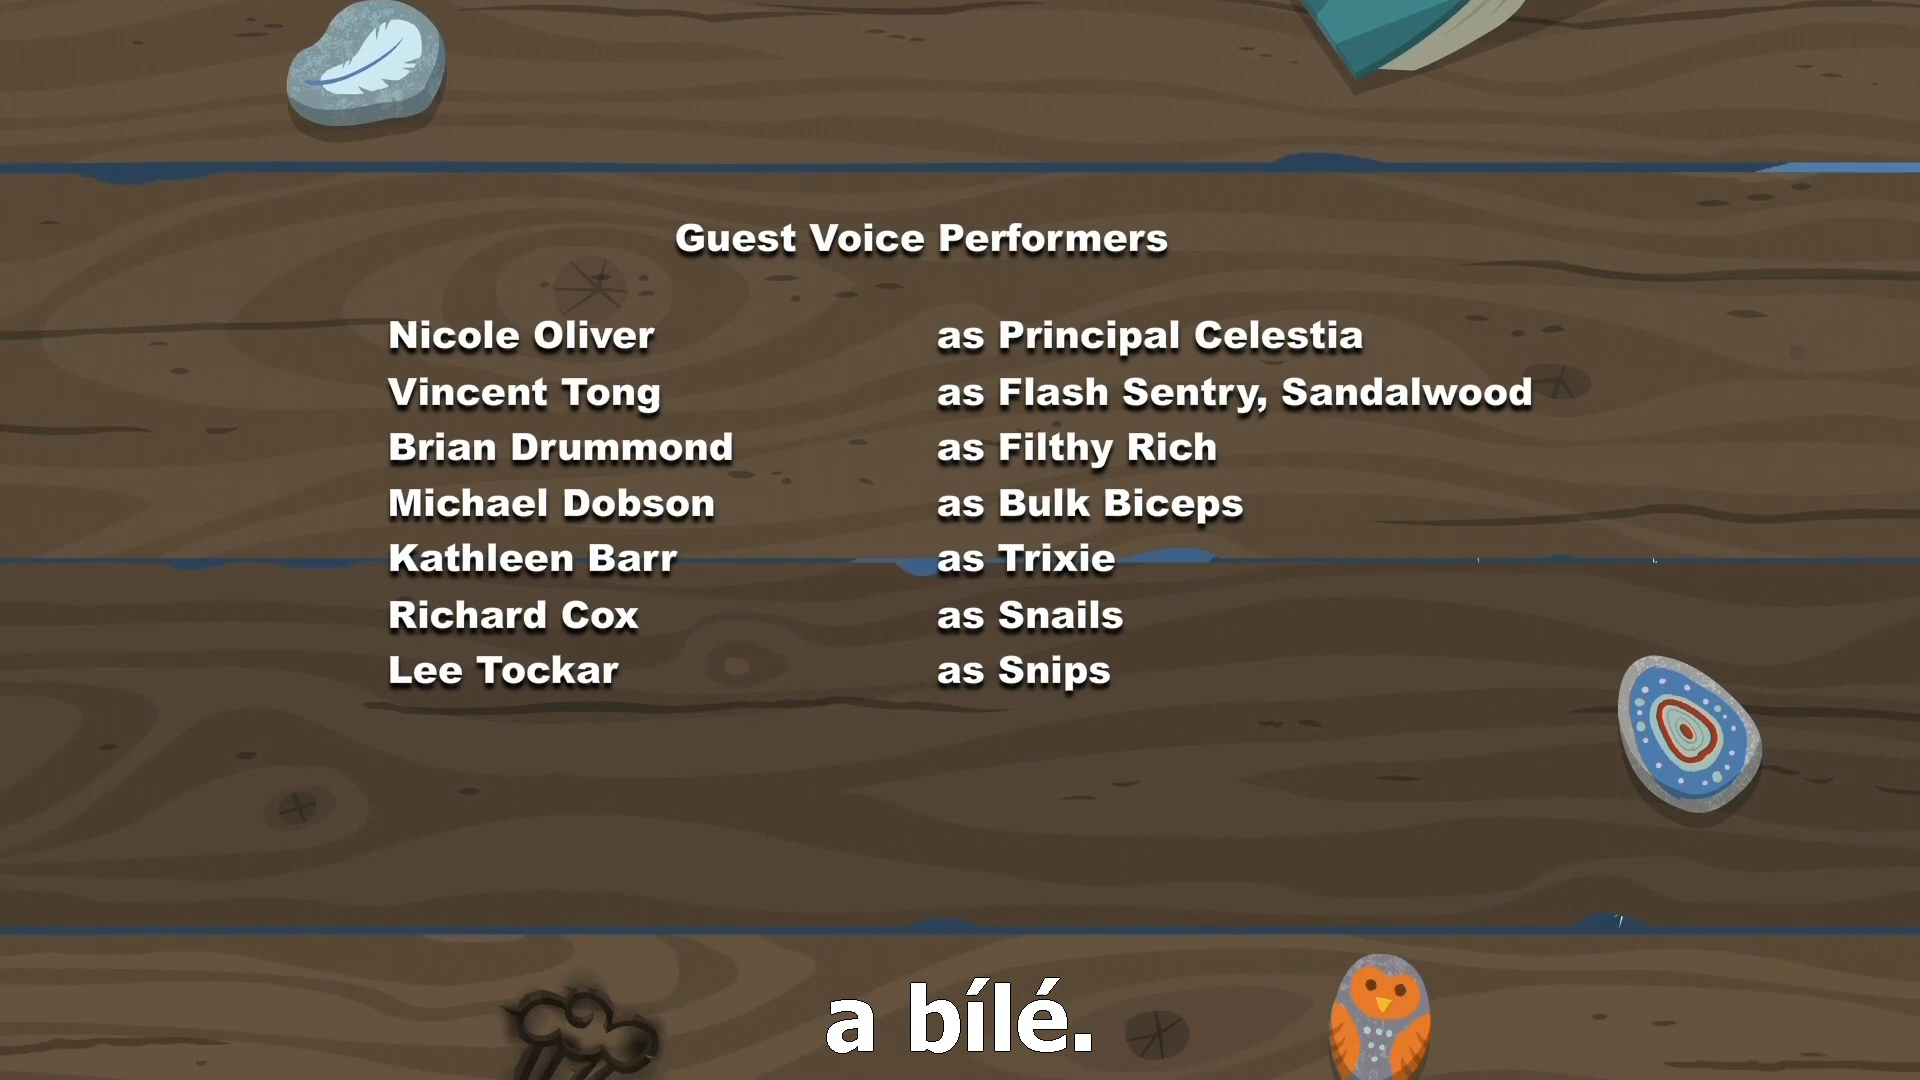 Guest Voice Performers
Nicole Oliver as Principal Celestia
Vincent Tong as Flash Sentry, Sandalwood
Brian Drummond as Filthy Rich
Michael Dobson as Bulk Biceps
Kathleen Barr as Trixie
Richard Cox as Snails
Lee Tockar as Snips
a bílé.